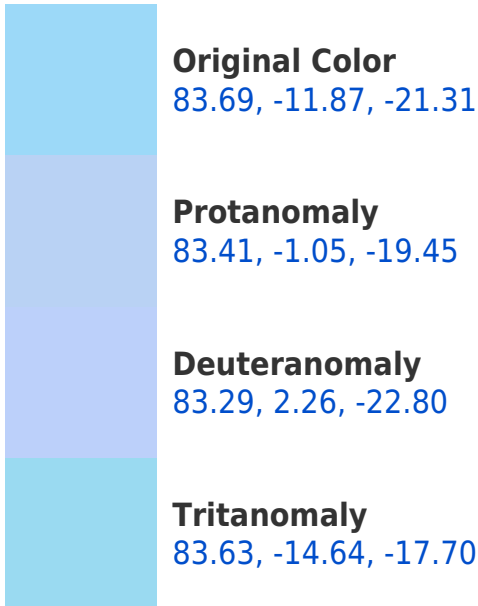 Original Color
83.69, -11.87, -21.31
Protanomaly
83.41, -1.05, -19.45
Deuteranomaly
83.29, 2.26, -22.80
Tritanomaly
83.63, -14.64, -17.70